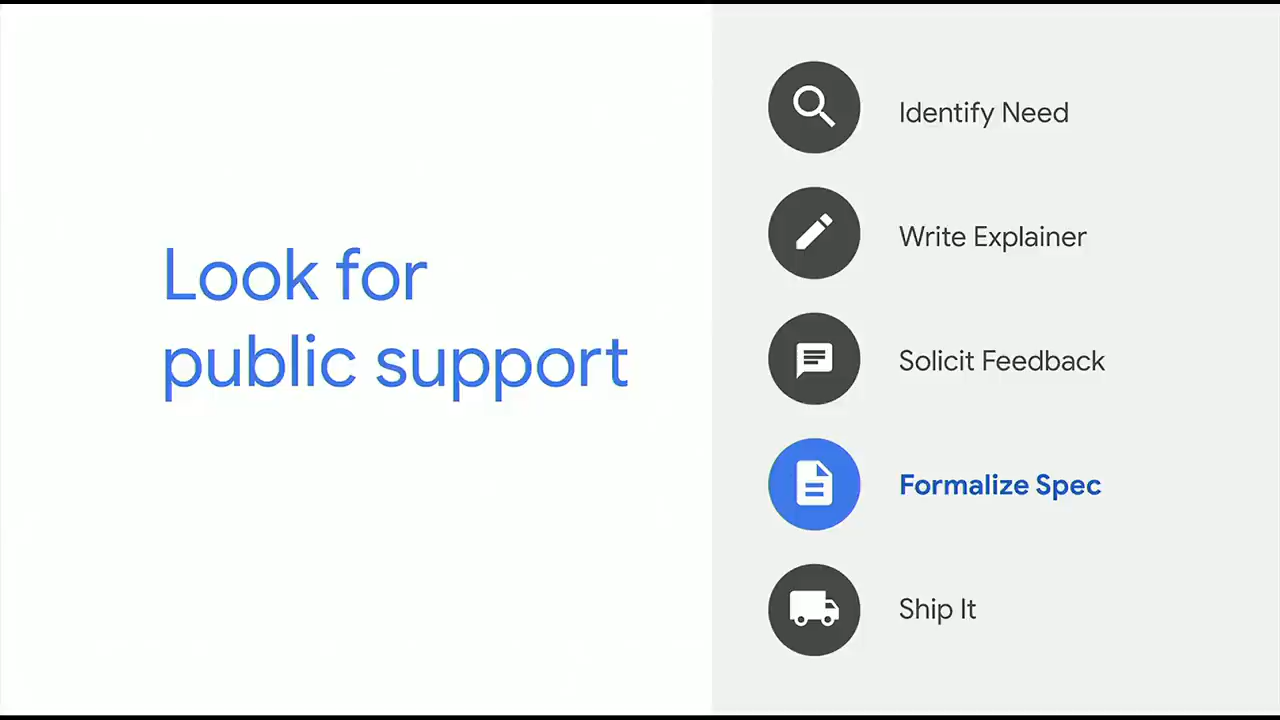 Look for
public support
Identify Need
Write Explainer
Solicit Feedback
Formalize Spec
Ship It